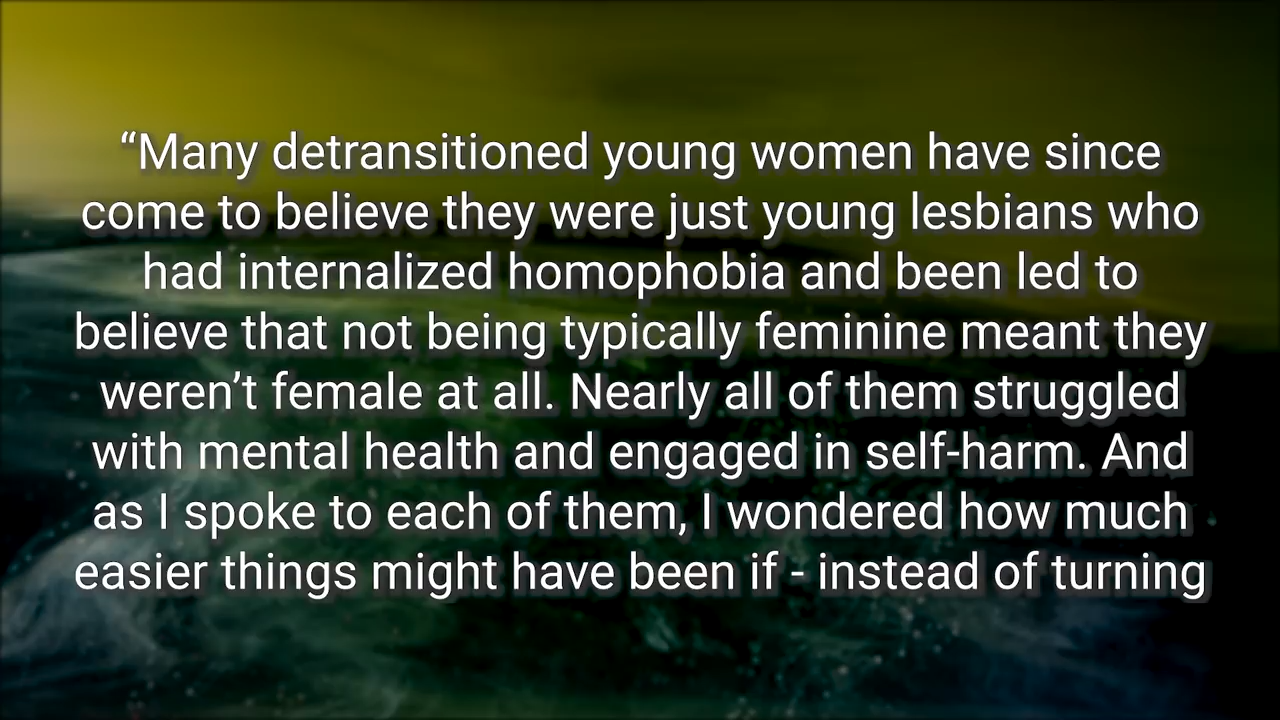 “Many detransitioned young women have since
come to believe they were just young lesbians who
had internalized homophobia and been led to
believe that not being typically feminine meant they
weren’t female at all. Nearly all of them struggled
with mental health and engaged in self-harm. And
as I spoke to each of them, I wondered how much
easier things might have been if - instead of turning